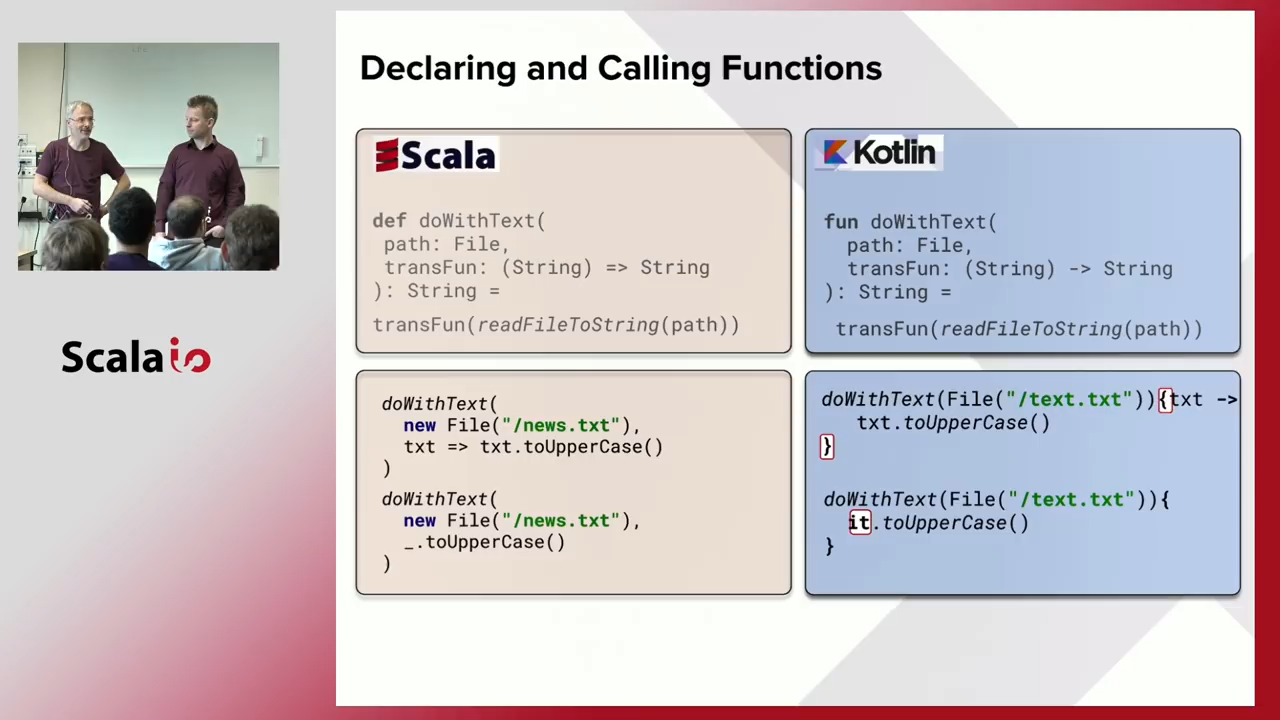 Declaring and Calling Functions
Scala
def doWithText(
path: File,
transFun: (String) => String
): String =
transFun(readFileToString(path))
Kotlin
fun doWithText(
path: File,
transFun: (String) -> String
): String =
transFun(readFileToString(path))
doWithText(
new File("/news.txt"),
txt => txt.toUpperCase()
)
doWithText(
new File("/news.txt"),
_.toUpperCase()
)
doWithText(File("/text.txt")){txt ->
txt.toUpperCase()
}
doWithText(File("/text.txt")){
it.toUpperCase()
}
Scala io